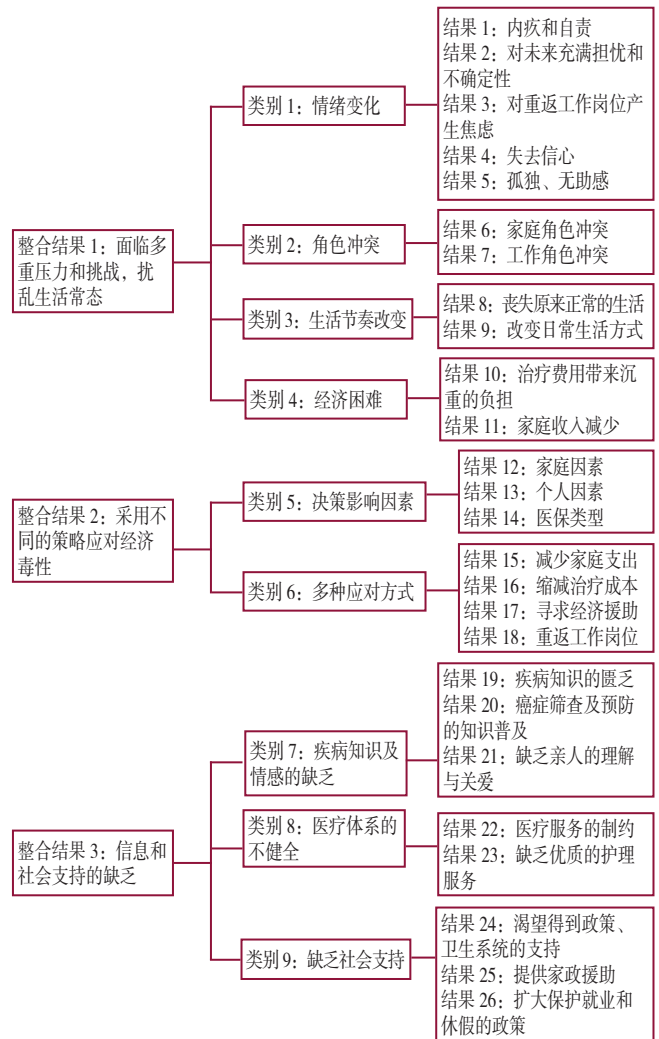 整合结果 1：面临多
重压力和挑战，扰
乱生活常态
类别 1：情绪变化
结果 1：内疚和自责
结果 2：对未来充满担忧和
不确定性
结果 3：对重返工作岗位产
生焦虑
结果 4：失去信心
结果 5：孤独、无助感
类别 2：角色冲突
结果 6：家庭角色冲突
结果 7：工作角色冲突
类别 3：生活节奏改变
结果 8：丧失原来正常的生活
结果 9：改变日常生活方式
类别 4：经济困难
结果 10：治疗费用带来沉
重的负担
结果 11：家庭收入减少
整合结果 2：采用不
同的策略应对经济
毒性
类别 5：决策影响因素
结果 12：家庭因素
结果 13：个人因素
结果 14：医保类型
类别 6：多种应对方式
结果 15：减少家庭支出
结果 16：缩减治疗成本
结果 17：寻求经济援助
结果 18：重返工作岗位
整合结果 3：信息和
社会支持的缺乏
类别 7：疾病知识及
情感的缺乏
结果 19：疾病知识的匮乏
结果 20：癌症筛查及预防
的知识普及
结果 21：缺乏亲人的理解
与关爱
类别 8：医疗体系的
不健全
结果 22：医疗服务的制约
结果 23：缺乏优质的护理
服务
类别 9：缺乏社会支持
结果 24：渴望得到政策、
卫生系统的支持
结果 25：提供家政援助
结果 26：扩大保护就业和
休假的政策